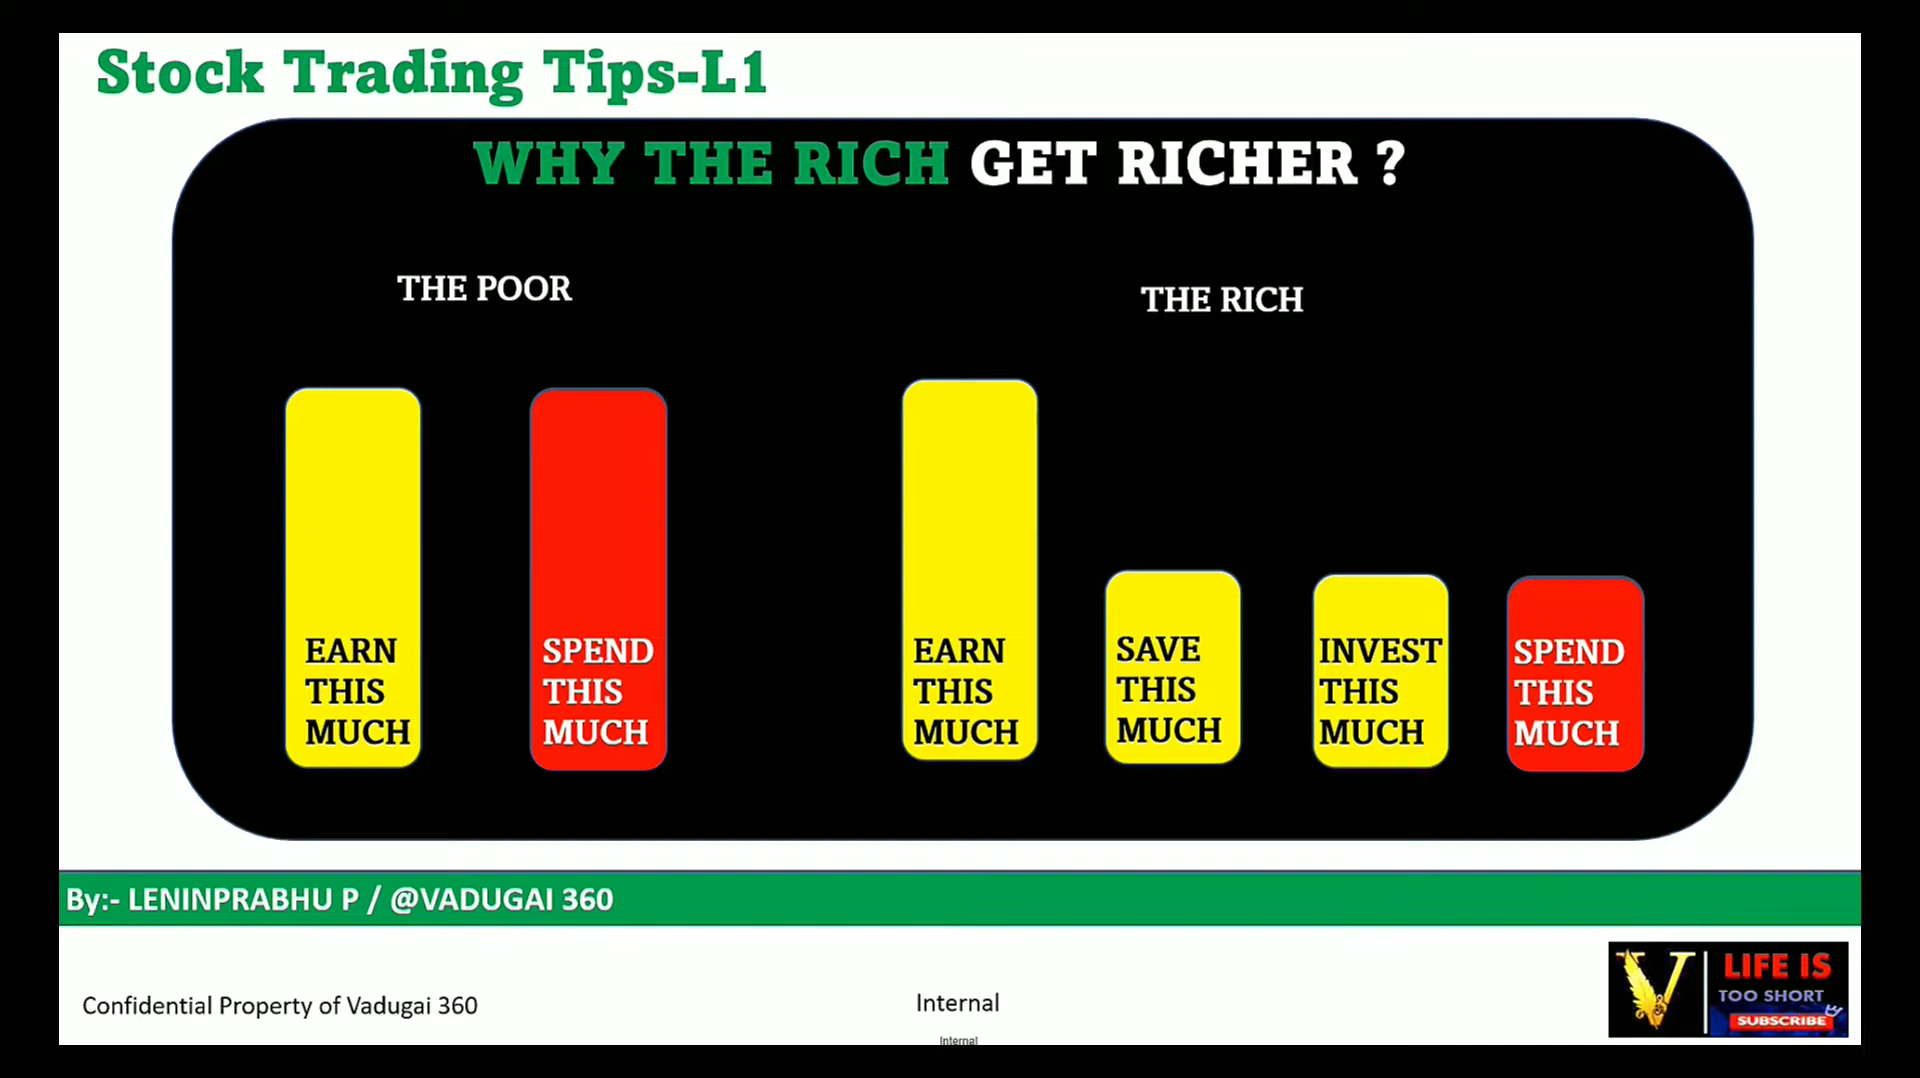 Stock Trading Tips-L1
WHY THE RICH GET RICHER ?
THE POOR
THE RICH
EARN
THIS
MUCH
SPEND
THIS
MUCH
EARN
THIS
MUCH
SAVE
THIS
MUCH
INVEST
THIS
MUCH
SPEND
THIS
MUCH
By:- LENINPRABHU P / @VADUGAI 360
Confidential Property of Vadugai 360
Internal
Internal
V
LIFE IS
TOO SHORT
SUBSCRIBE